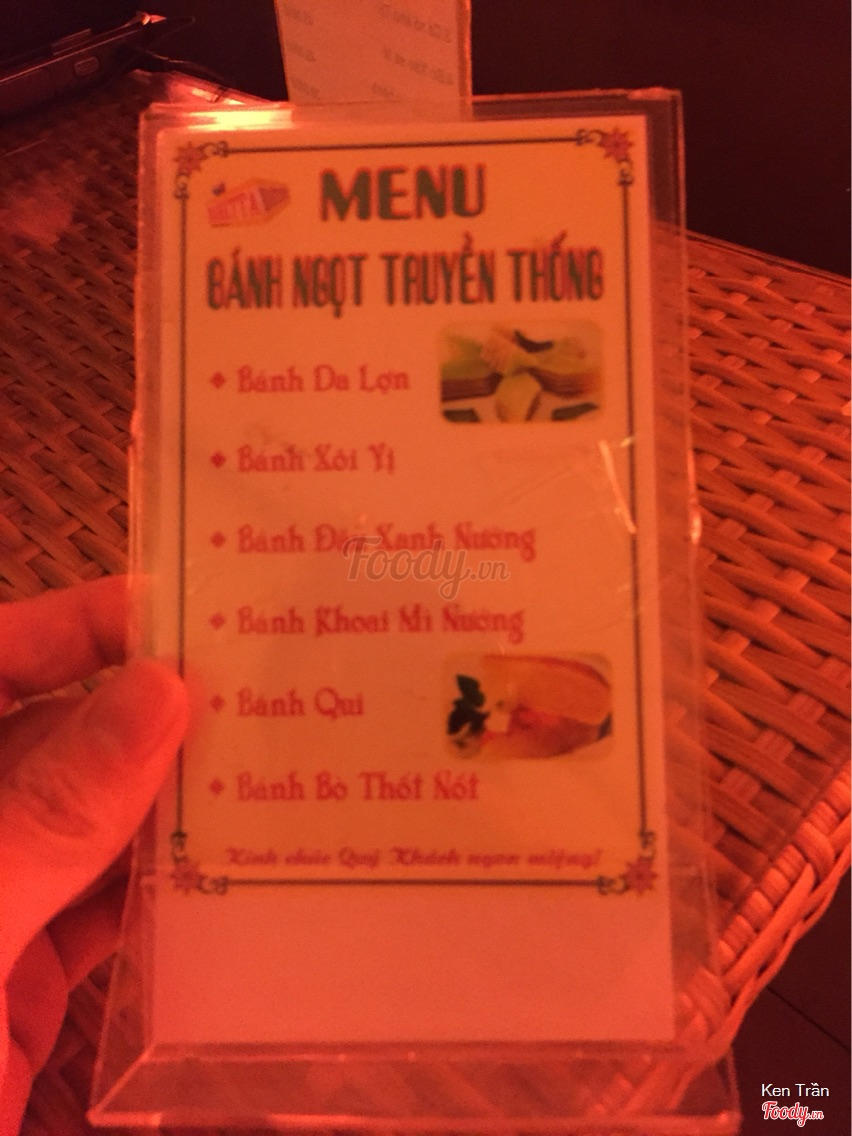 MENU
BÁNH NGỌT TRUYỀN THỐNG
Bánh Da Lợn
Bánh Xôi Vị
Bánh Đậu Xanh Nướng
Foody.vn
Bánh Khoai Mì Nướng
Bánh Qui
Bánh Bò Thốt Nốt
Kính chúc Quý Khách ngon miệng!
Ken Trần
Foody.vn